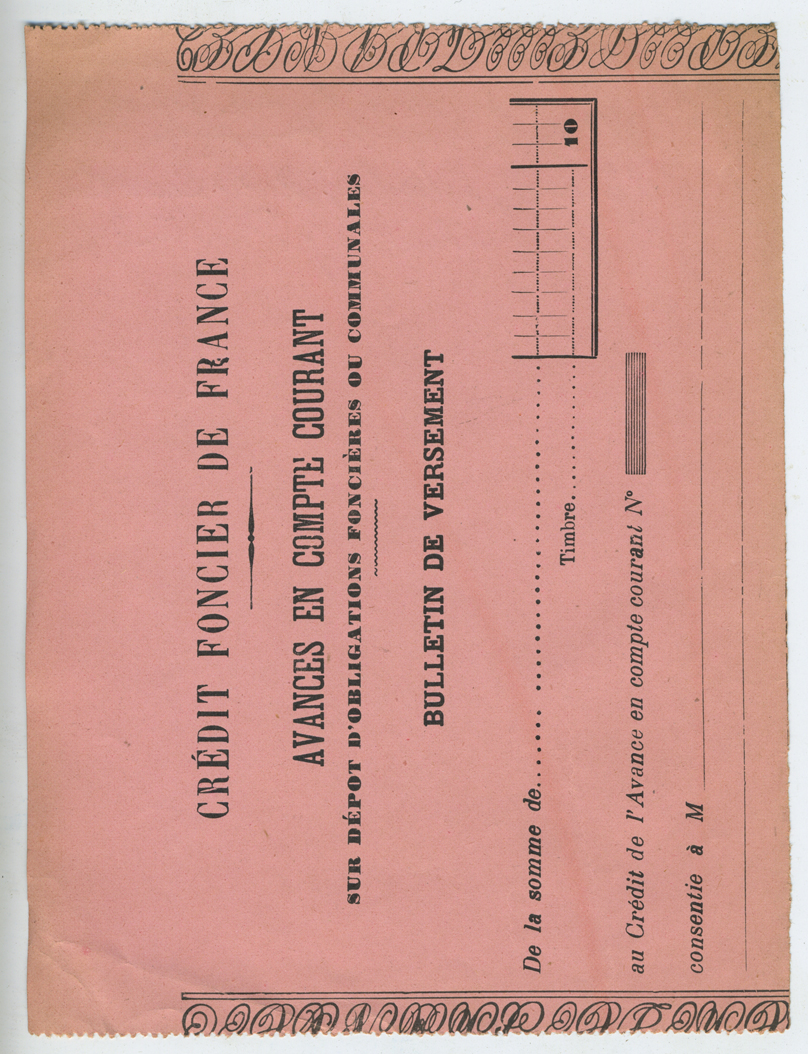 CRÉDIT FONCIER DE FRANCE
AVANCES EN COMPTE COURANT
SUR DÉPOT D'OBLIGATIONS FONCIÈRES OU COMMUNALES
BULLETIN DE VERSEMENT
De la somme de
Timbre 10
au Crédit de l'Avance en compte courant N°
consentie à M